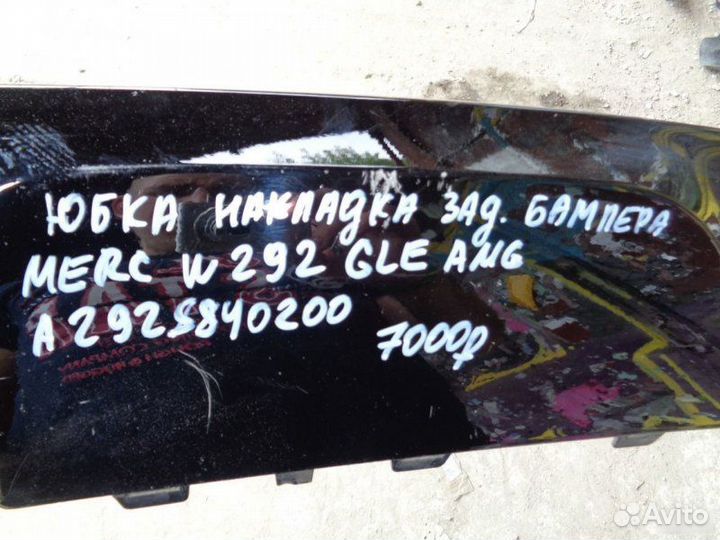 ЮБКА НАКЛАДКА ЗАД. БАМПЕРА
MERC W292 GLE AMG
A2928840200
7000р
Avito